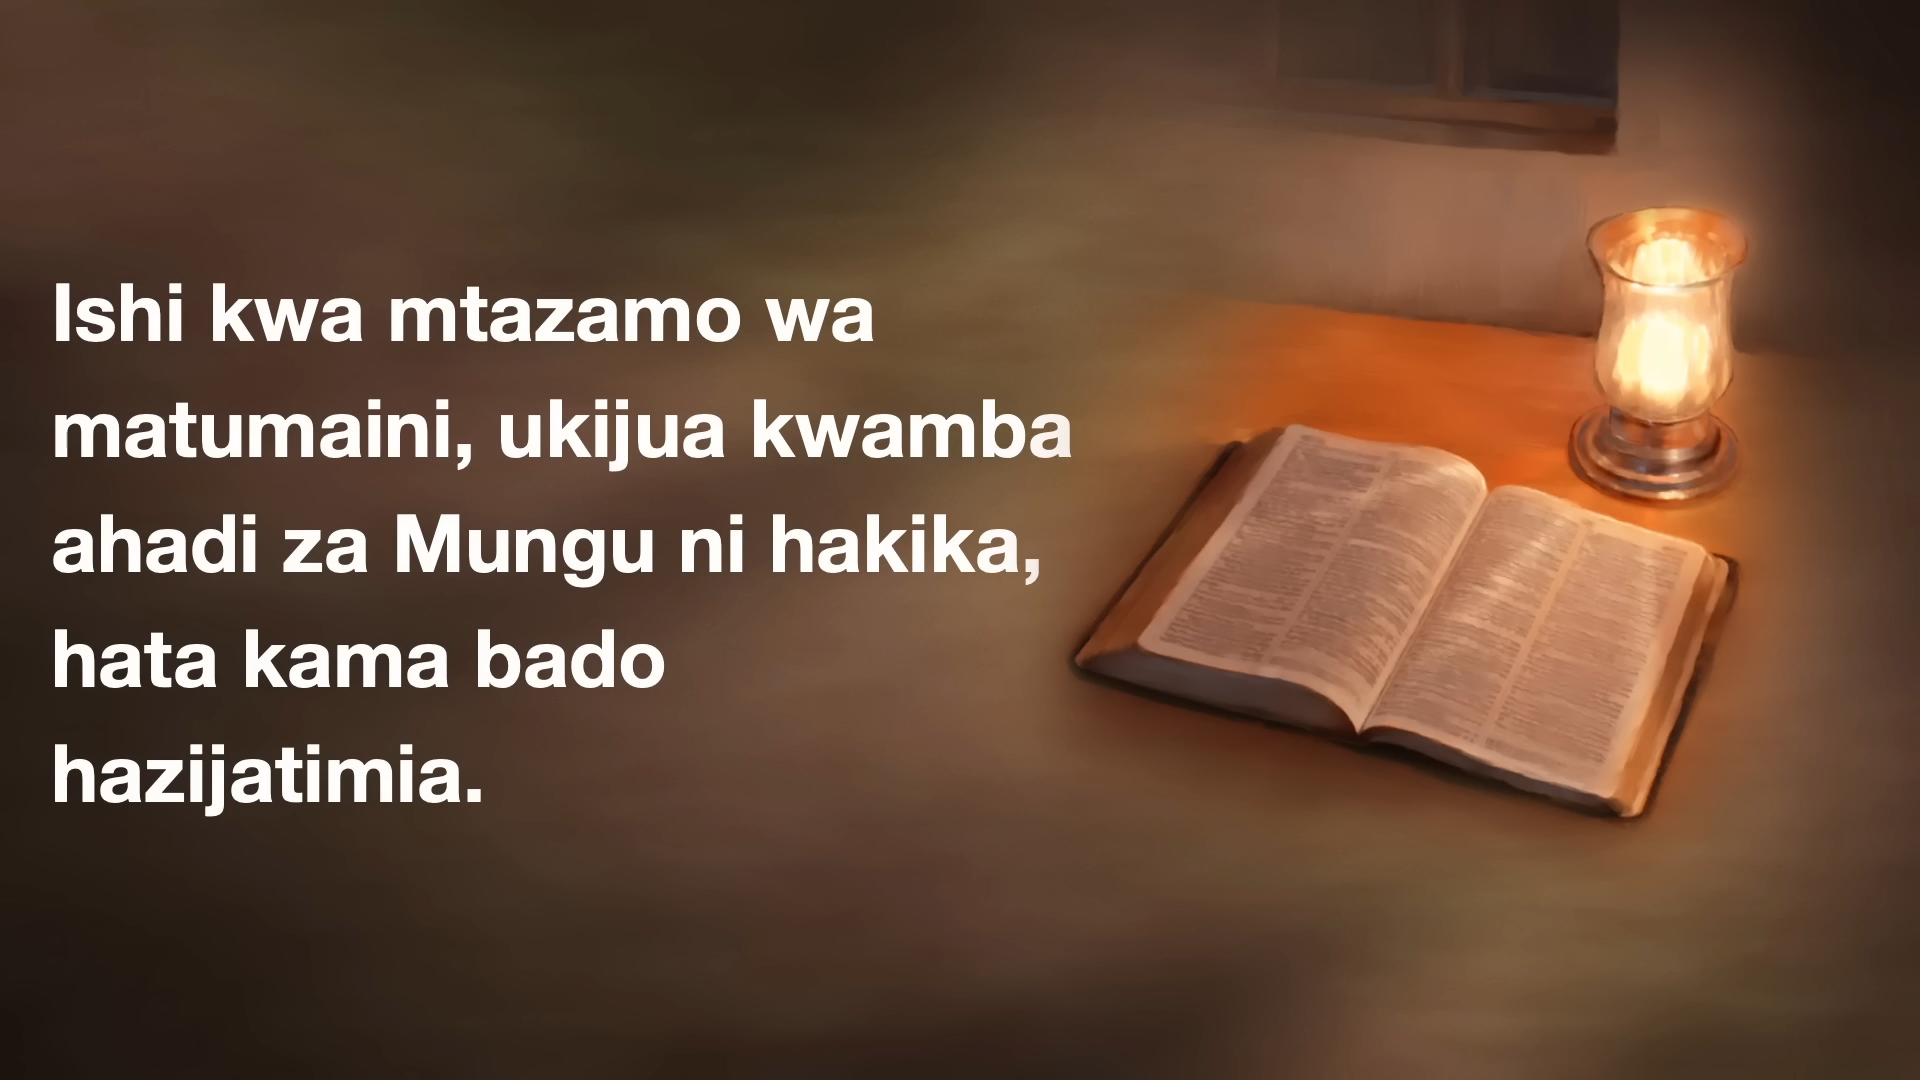 Ishi kwa mtazamo wa
matumaini, ukijua kwamba
ahadi za Mungu ni hakika,
hata kama bado
hazijatimia.